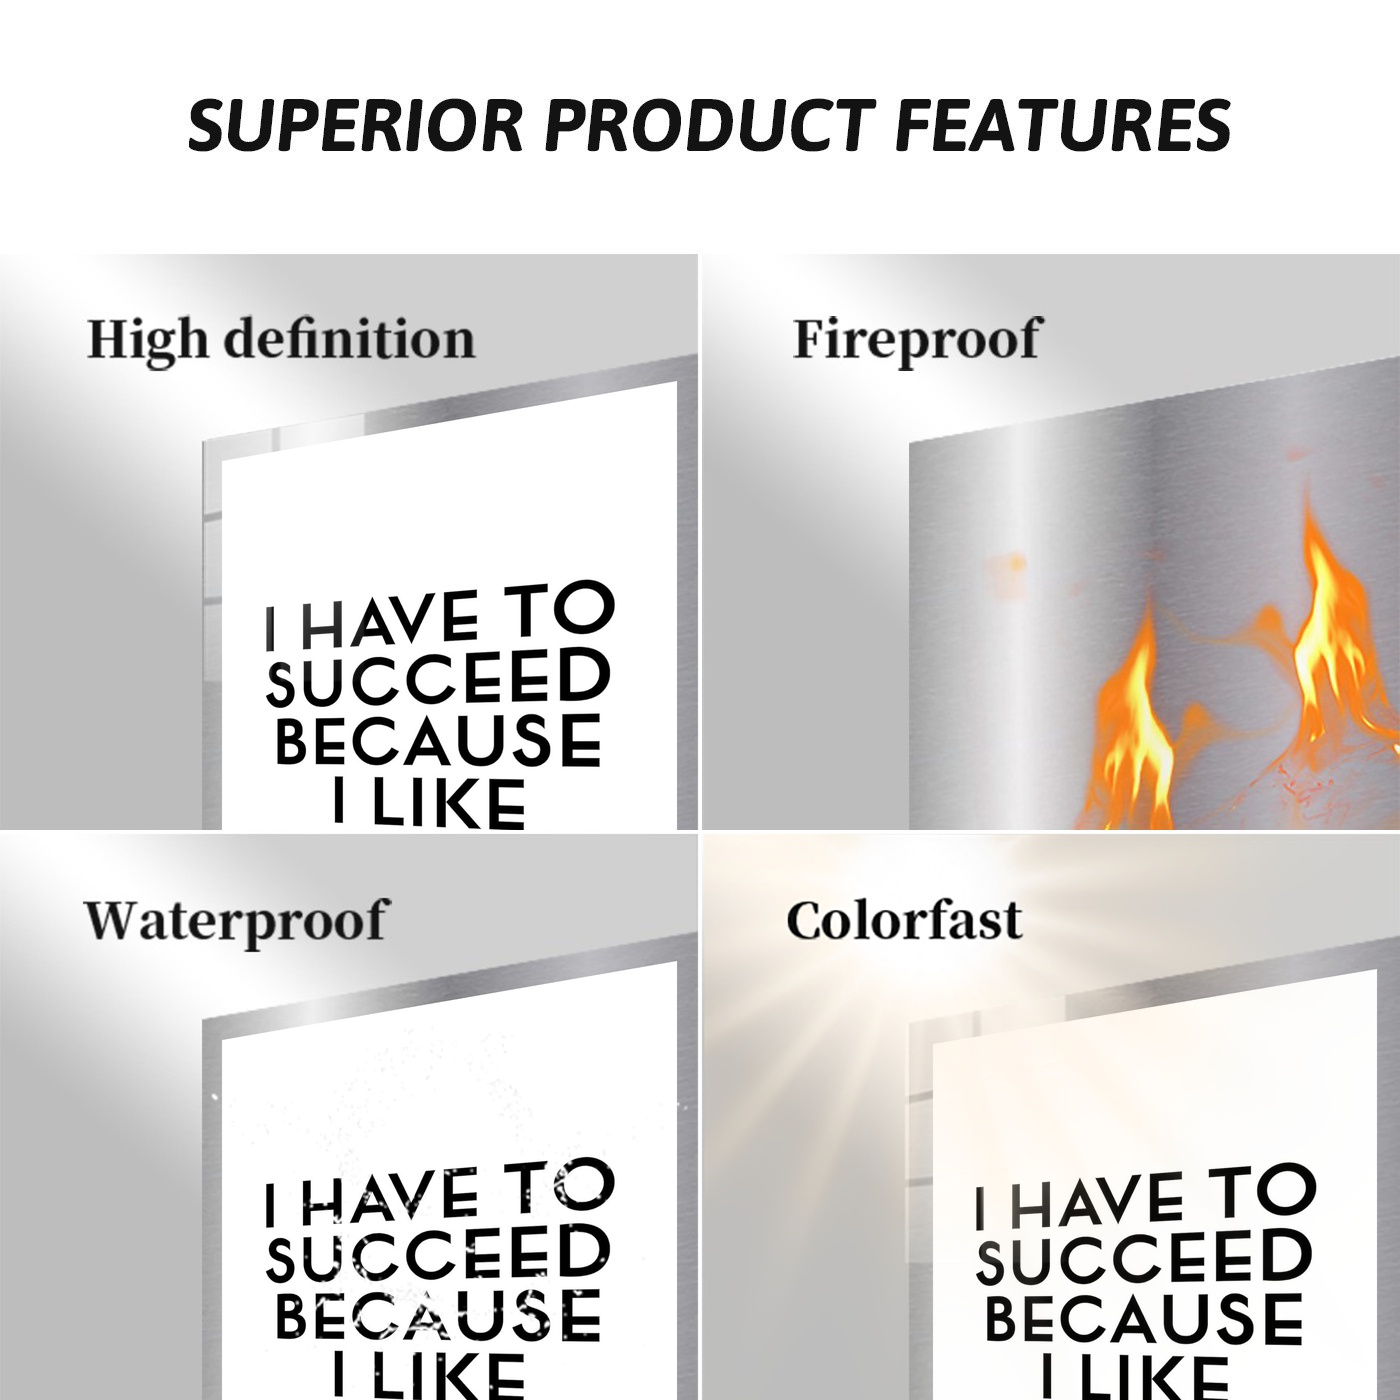 SUPERIOR PRODUCT FEATURES
High definition
I HAVE TO
SUCCEED
BECAUSE
I LIKE
Fireproof
Waterproof
I HAVE TO
SUCCEED
BECAUSE
I LIKE
Colorfast
I HAVE TO
SUCCEED
BECAUSE
I LIKE